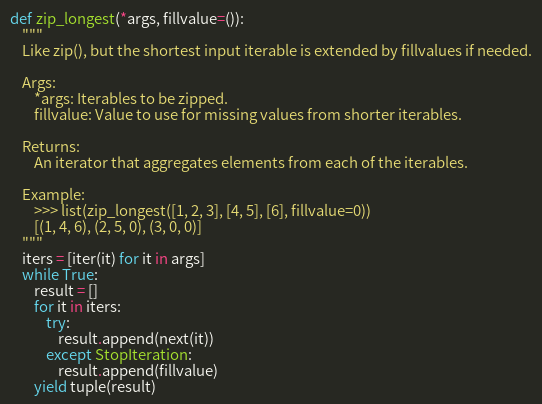 def zip_longest(*args, fillvalue=()):
    """
    Like zip(), but the shortest input iterable is extended by fillvalues if needed.

    Args:
        *args: Iterables to be zipped.
        fillvalue: Value to use for missing values from shorter iterables.

    Returns:
        An iterator that aggregates elements from each of the iterables.

    Example:
        >>> list(zip_longest([1, 2, 3], [4, 5], [6], fillvalue=0))
        [(1, 4, 6), (2, 5, 0), (3, 0, 0)]
    """
    iters = [iter(it) for it in args]
    while True:
        result = []
        for it in iters:
            try:
                result.append(next(it))
            except StopIteration:
                result.append(fillvalue)
        yield tuple(result)